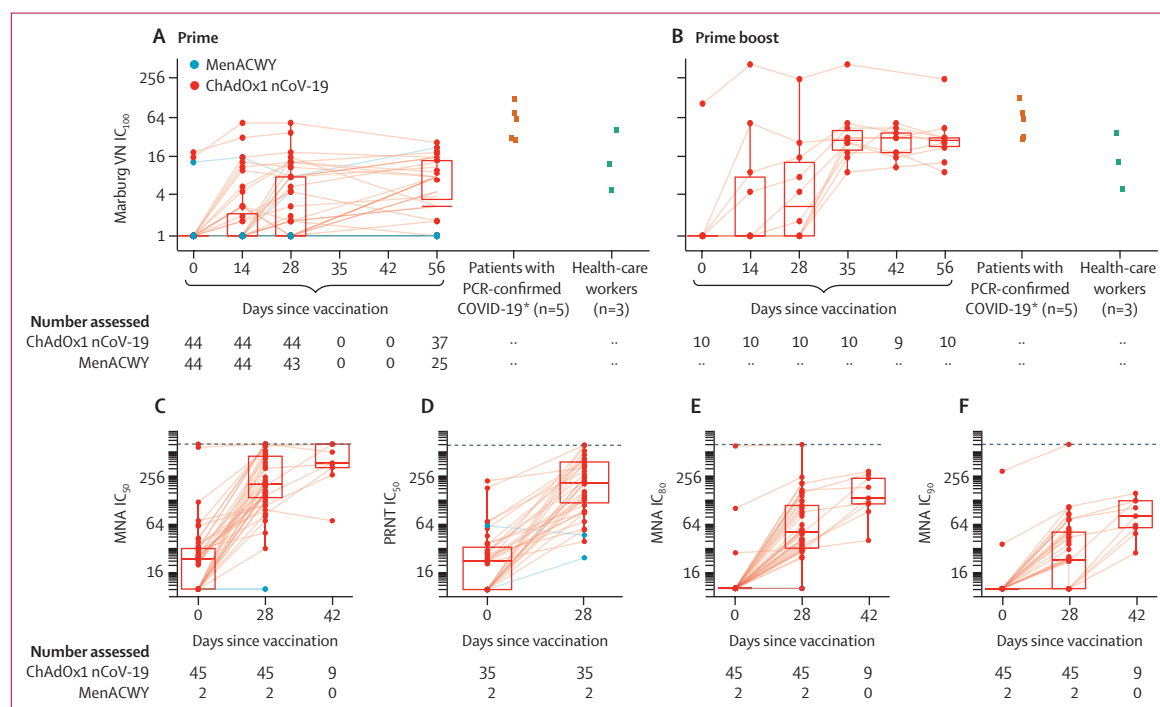 A Prime
MenACWY
ChAdOx1 nCoV-19
Marburg VN IC100
256
64
16
4
1
0 14 28 35 42 56
Days since vaccination
Patients with
PCR-confirmed
COVID-19* (n=5)
Health-care
workers
(n=3)
B Prime boost
0 14 28 35 42 56
Days since vaccination
Patients with
PCR-confirmed
COVID-19* (n=5)
Health-care
workers
(n=3)
Number assessed
ChAdOx1 nCoV-19 44 44 44 0 0 37 ·· ·· 10 10 10 10 9 10 ·· ··
MenACWY 44 44 43 0 0 25 ·· ·· ·· ·· ·· ·· ·· ·· ·· ··
C
MNA IC50
256
64
16
0 28 42
Days since vaccination
D
PRNT IC50
256
64
16
0 28
Days since vaccination
E
MNA IC80
256
64
16
0 28 42
Days since vaccination
F
MNA IC90
256
64
16
0 28 42
Days since vaccination
Number assessed
ChAdOx1 nCoV-19 45 45 9 35 35 45 45 9 45 45 9
MenACWY 2 2 0 2 2 2 2 0 2 2 0